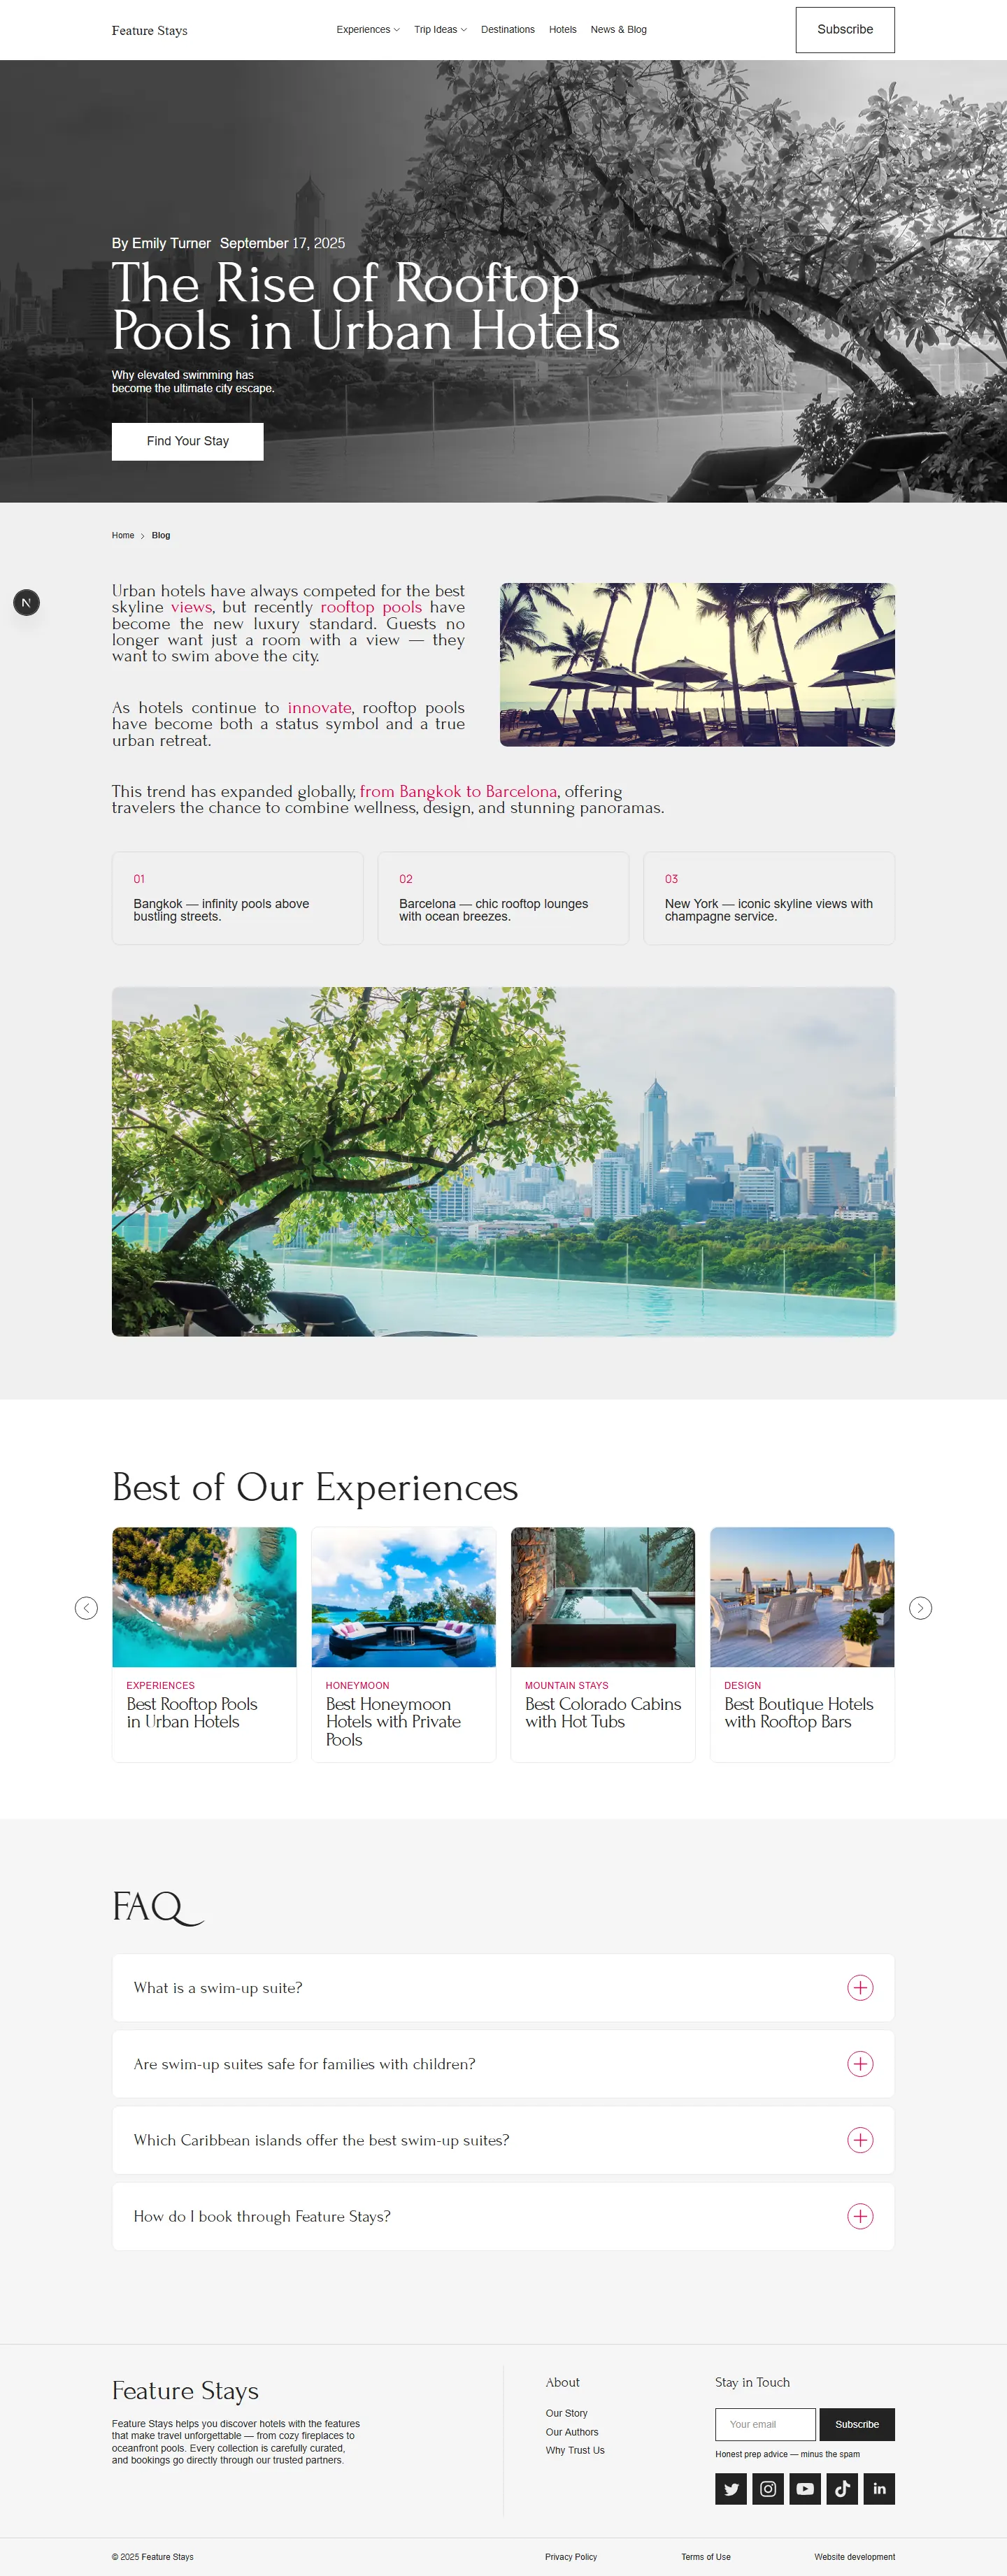 Feature Stays
Experiences
Trip Ideas
Destinations
Hotels
News & Blog
Subscribe
By Emily Turner September 17, 2025
The Rise of Rooftop
Pools in Urban Hotels
Why elevated swimming has
become the ultimate city escape.
Find Your Stay
Home > Blog
N
Urban hotels have always competed for the best
skyline views, but recently rooftop pools have
become the new luxury standard. Guests no
longer want just a room with a view — they
want to swim above the city.
As hotels continue to innovate, rooftop pools
have become both a status symbol and a true
urban retreat.
This trend has expanded globally, from Bangkok to Barcelona, offering
travelers the chance to combine wellness, design, and stunning panoramas.
01
Bangkok — infinity pools above
bustling streets.
02
Barcelona — chic rooftop lounges
with ocean breezes.
03
New York — iconic skyline views with
champagne service.
Best of Our Experiences
EXPERIENCES
Best Rooftop Pools
in Urban Hotels
HONEYMOON
Best Honeymoon
Hotels with Private
Pools
MOUNTAIN STAYS
Best Colorado Cabins
with Hot Tubs
DESIGN
Best Boutique Hotels
with Rooftop Bars
FAQ
What is a swim-up suite?
Are swim-up suites safe for families with children?
Which Caribbean islands offer the best swim-up suites?
How do I book through Feature Stays?
Feature Stays
Feature Stays helps you discover hotels with the features
that make travel unforgettable — from cozy fireplaces to
oceanfront pools. Every collection is carefully curated,
and bookings go directly through our trusted partners.
About
Our Story
Our Authors
Why Trust Us
Stay in Touch
Your email
Subscribe
Honest prep advice — minus the spam
in
© 2025 Feature Stays
Privacy Policy
Terms of Use
Website development